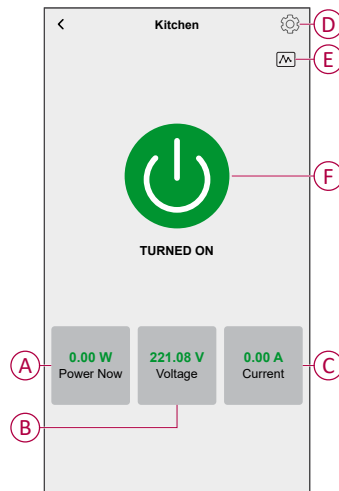 Kitchen
D
E
F
TURNED ON
0.00 W
Power Now
221.08 V
Voltage
0.00 A
Current
A
C
B